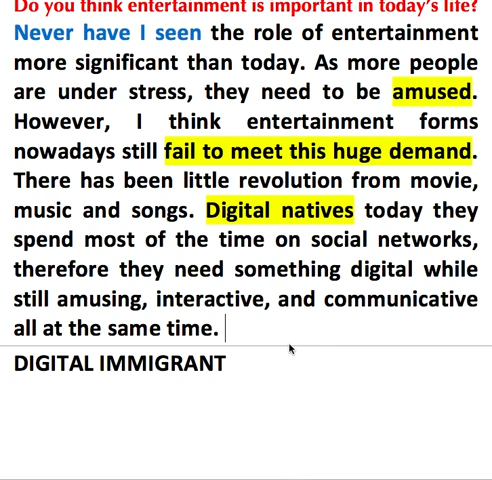 Do you think entertainment is important in today's life?
Never have I seen the role of entertainment
more significant than today. As more people
are under stress, they need to be amused.
However, I think entertainment forms
nowadays still fail to meet this huge demand.
There has been little revolution from movie,
music and songs. Digital natives today they
spend most of the time on social networks,
therefore they need something digital while
still amusing, interactive, and communicative
all at the same time.
DIGITAL IMMIGRANT